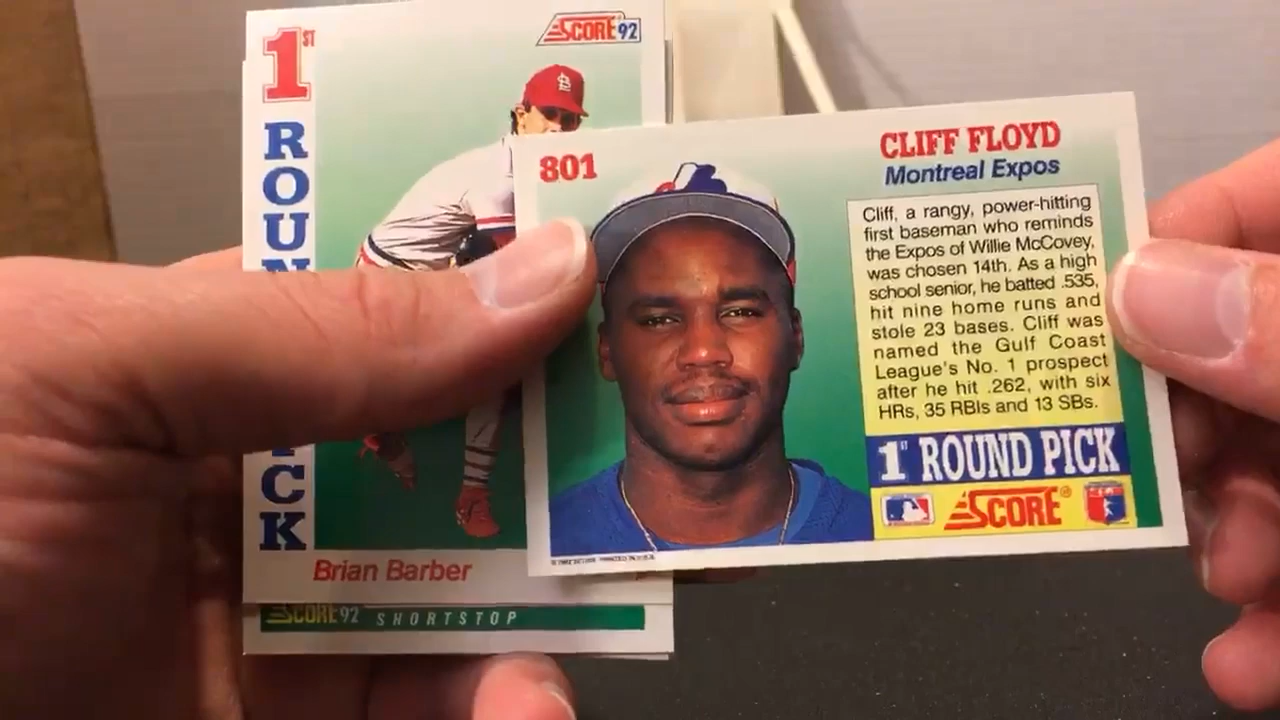 1ST
ROUN
ICK
SCORE 92
Brian Barber
SCORE 92 SHORTSTOP
801
CLIFF FLOYD
Montreal Expos
Cliff, a rangy, power-hitting
first baseman who reminds
the Expos of Willie McCovey,
was chosen 14th. As a high
school senior, he batted .535,
hit nine home runs and
stole 23 bases. Cliff was
named the Gulf Coast
League's No. 1 prospect
after he hit .262, with six
HRs, 35 RBIs and 13 SBs.
1ST ROUND PICK
SCORE®